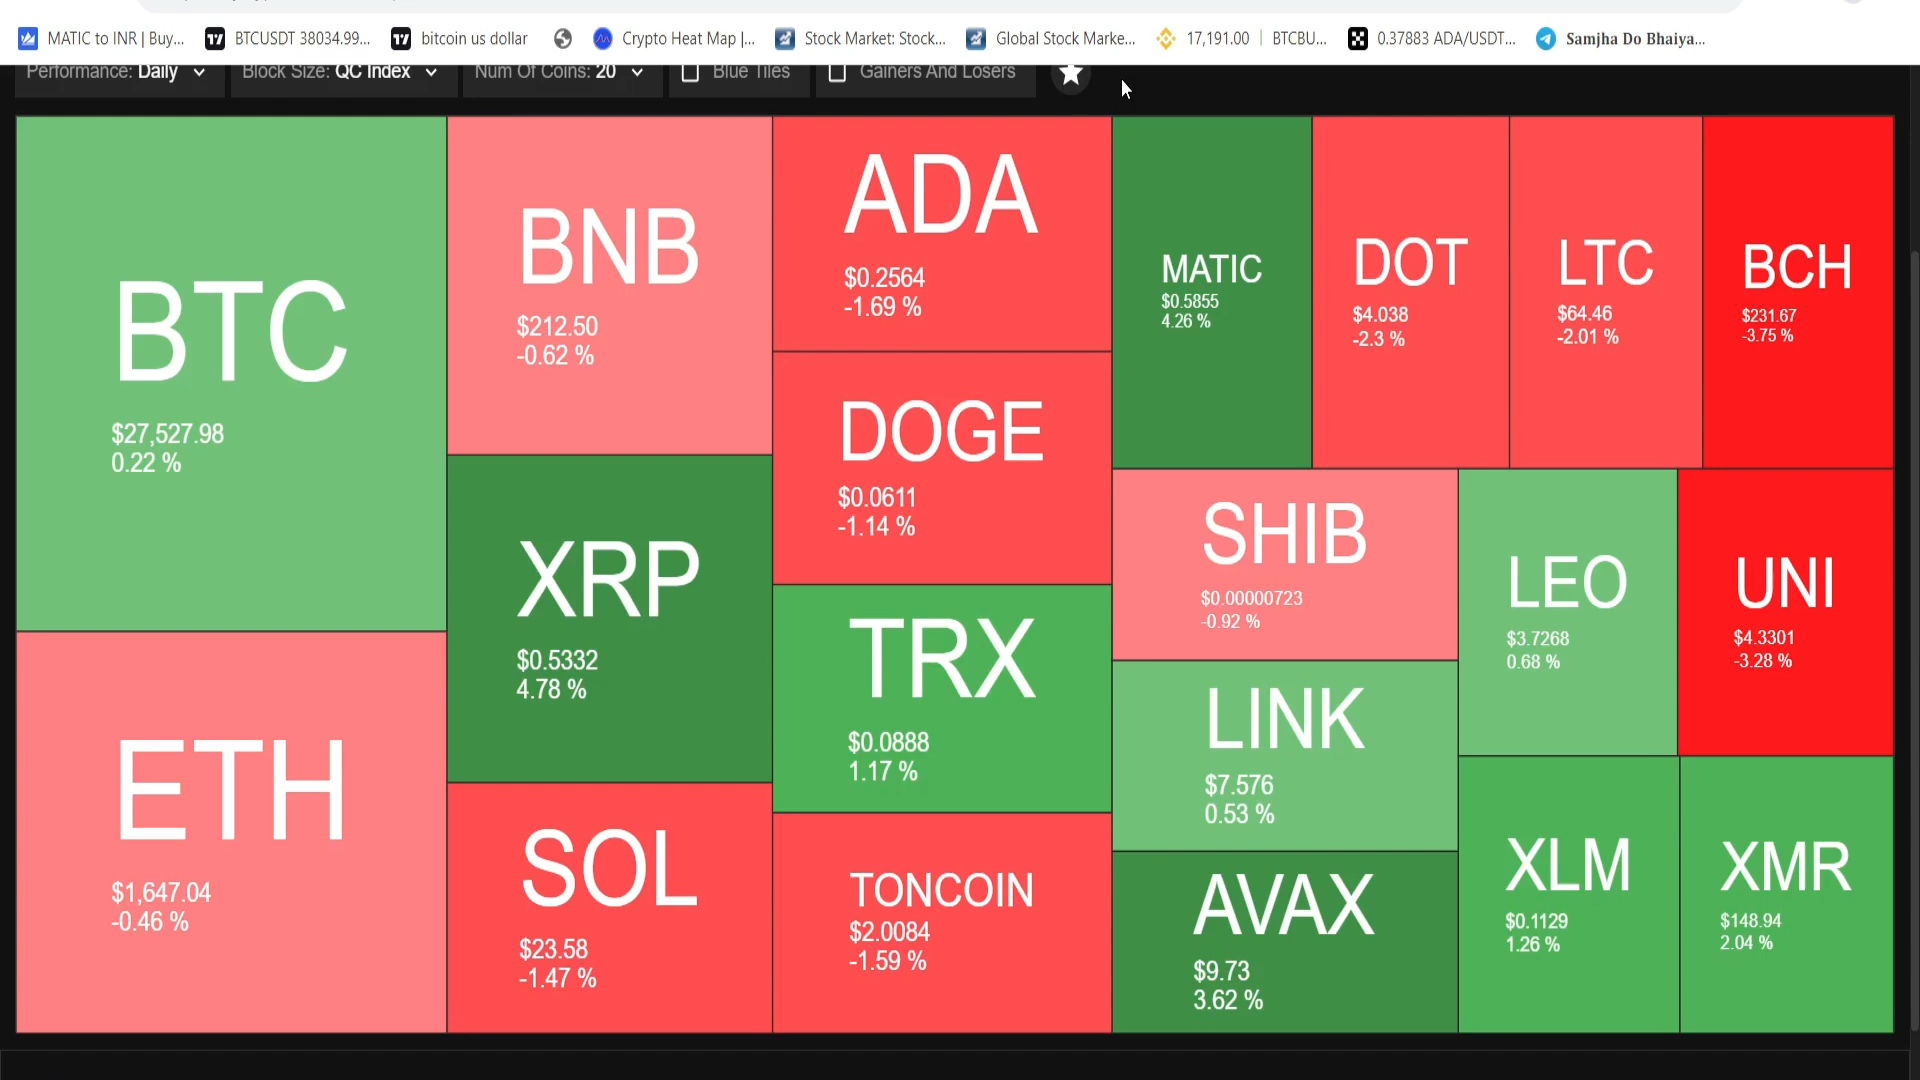 MATIC to INR | Buy...
BTCUSDT 38034.99...
bitcoin us dollar
Crypto Heat Map |...
Stock Market: Stock...
Global Stock Marke...
17,191.00 | BTCBU...
0.37883 ADA/USDT...
Samjha Do Bhaiya...
Performance: Daily
Block Size: QC Index
Num Of Coins: 20
Blue Tiles
Gainers And Losers
BTC
$27,527.98
0.22 %
ETH
$1,647.04
-0.46 %
BNB
$212.50
-0.62 %
XRP
$0.5332
4.78 %
SOL
$23.58
-1.47 %
ADA
$0.2564
-1.69 %
DOGE
$0.0611
-1.14 %
TRX
$0.0888
1.17 %
TONCOIN
$2.0084
-1.59 %
MATIC
$0.5855
4.26 %
DOT
$4.038
-2.3 %
LTC
$64.46
-2.01 %
BCH
$231.67
-3.75 %
SHIB
$0.00000723
-0.92 %
LINK
$7.576
0.53 %
AVAX
$9.73
3.62 %
LEO
$3.7268
0.68 %
UNI
$4.3301
-3.28 %
XLM
$0.1129
1.26 %
XMR
$148.94
2.04 %